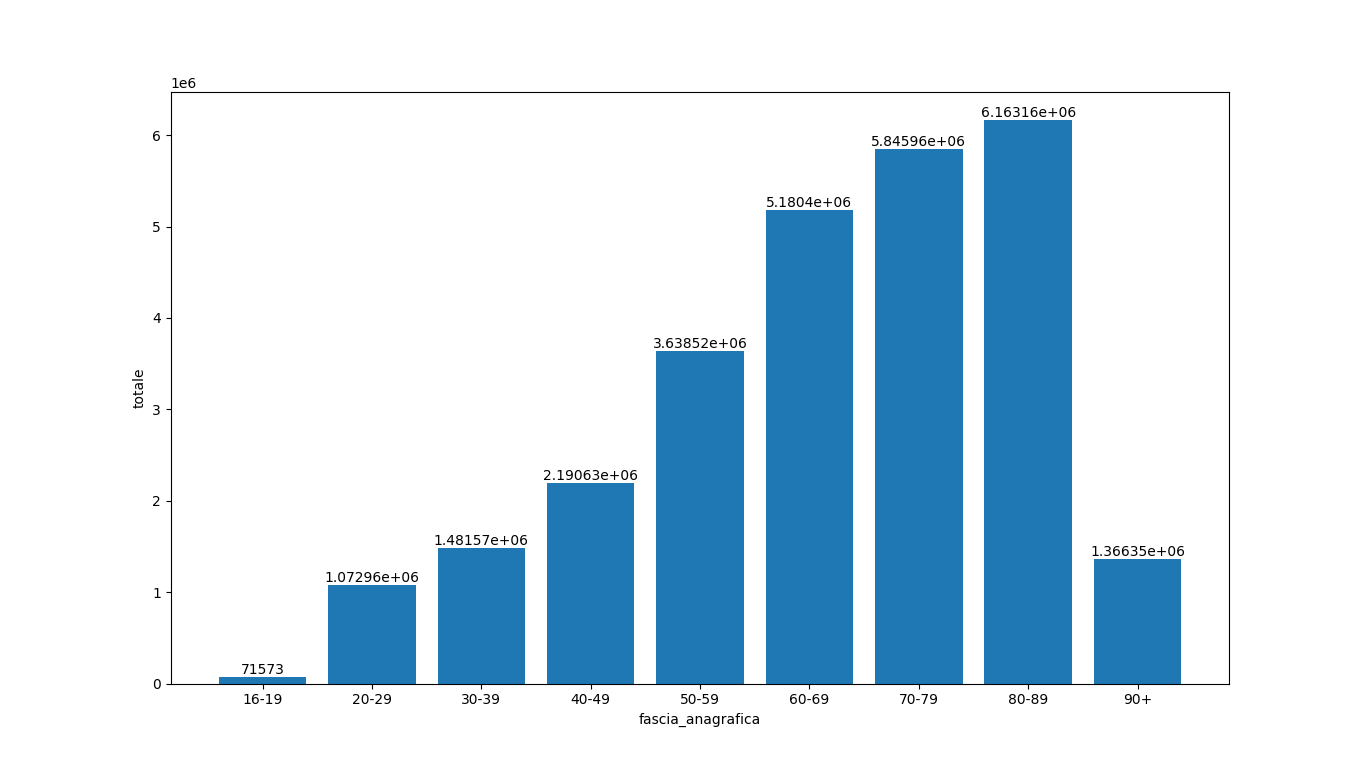 1e6
6
5
4
3
2
1
0
totale
71573
1.07296e+06
1.48157e+06
2.19063e+06
3.63852e+06
5.1804e+06
5.84596e+06
6.16316e+06
1.36635e+06
16-19 20-29 30-39 40-49 50-59 60-69 70-79 80-89 90+
fascia_anagrafica